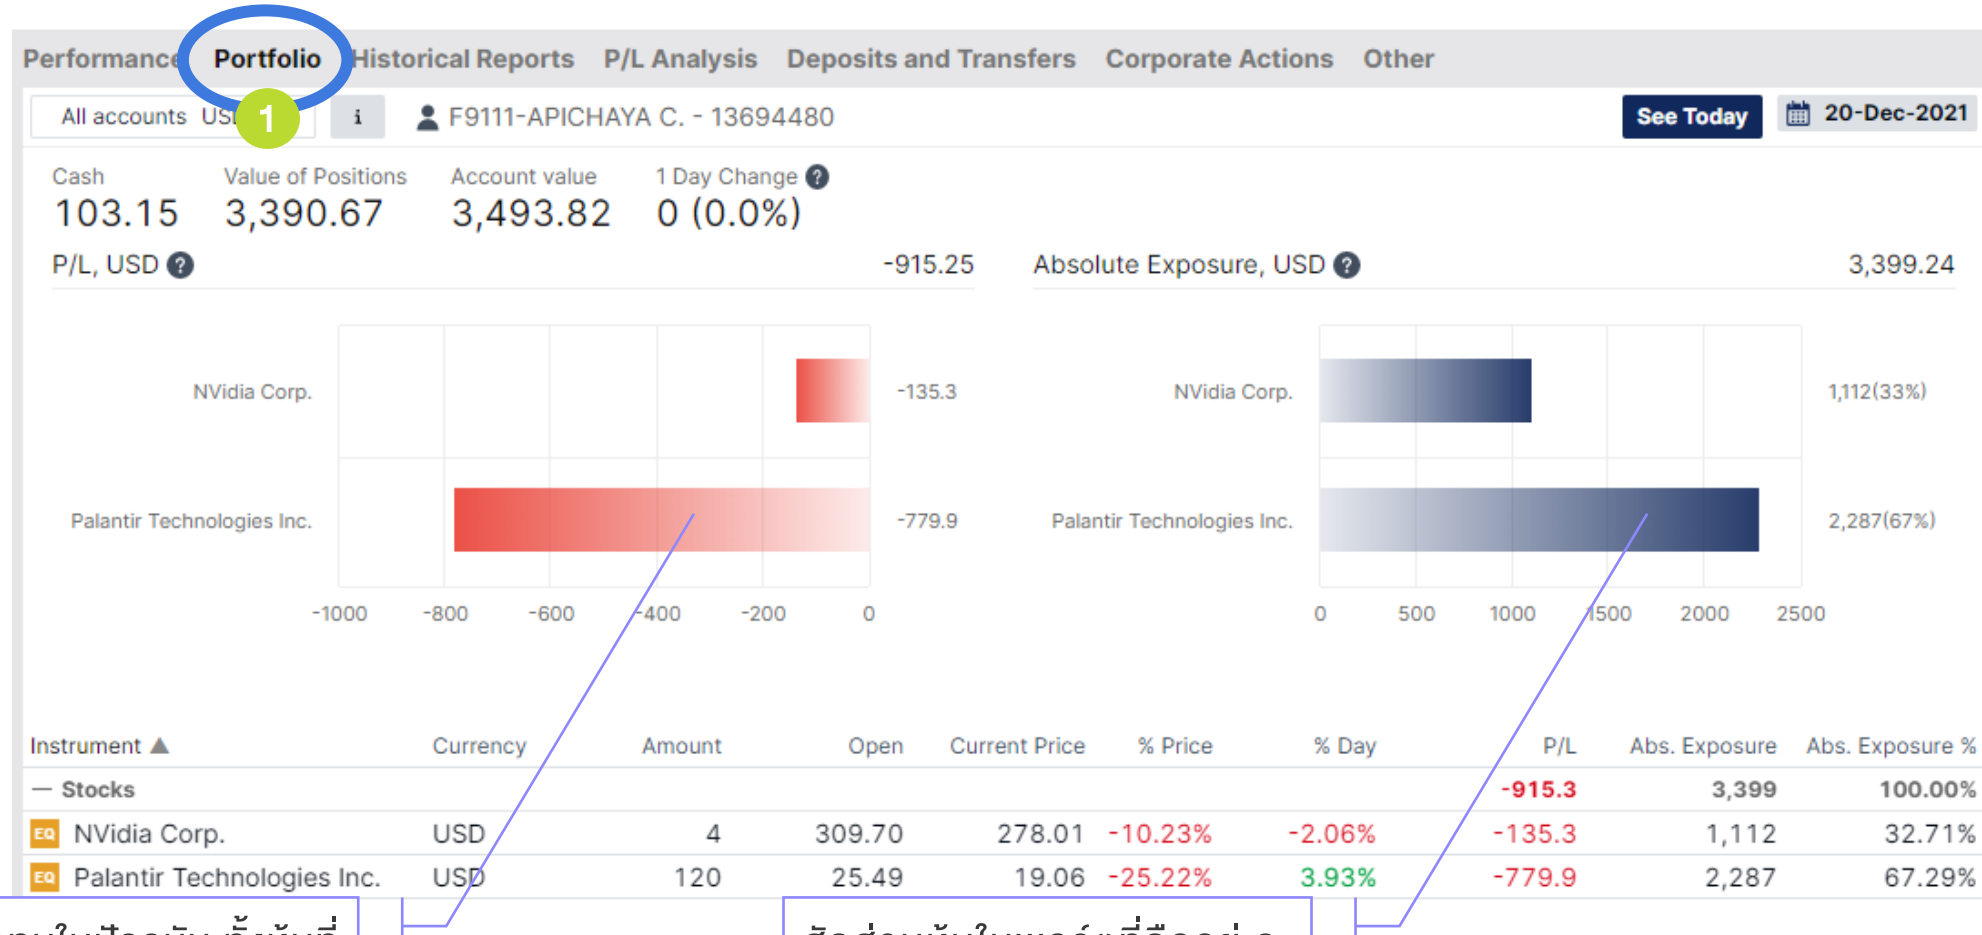 Performance Portfolio Historical Reports P/L Analysis Deposits and Transfers Corporate Actions Other
All accounts 1 i F9111-APICHAYA C. - 13694480 See Today 20-Dec-2021
Cash Value of Positions Account value 1 Day Change ?
103.15 3,390.67 3,493.82 0 (0.0%)
P/L, USD ? -915.25 Absolute Exposure, USD ? 3,399.24
NVidia Corp. -135.3 NVidia Corp. 1,112(33%)
Palantir Technologies Inc. -779.9 Palantir Technologies Inc. 2,287(67%)
-1000 -800 -600 -400 -200 0 0 500 1000 1500 2000 2500
Instrument ▲ Currency Amount Open Current Price % Price % Day P/L Abs. Exposure Abs. Exposure %
— Stocks -915.3 3,399 100.00%
EQ NVidia Corp. USD 4 309.70 278.01 -10.23% -2.06% -135.3 1,112 32.71%
EQ Palantir Technologies Inc. USD 120 25.49 19.06 -25.22% 3.93% -779.9 2,287 67.29%